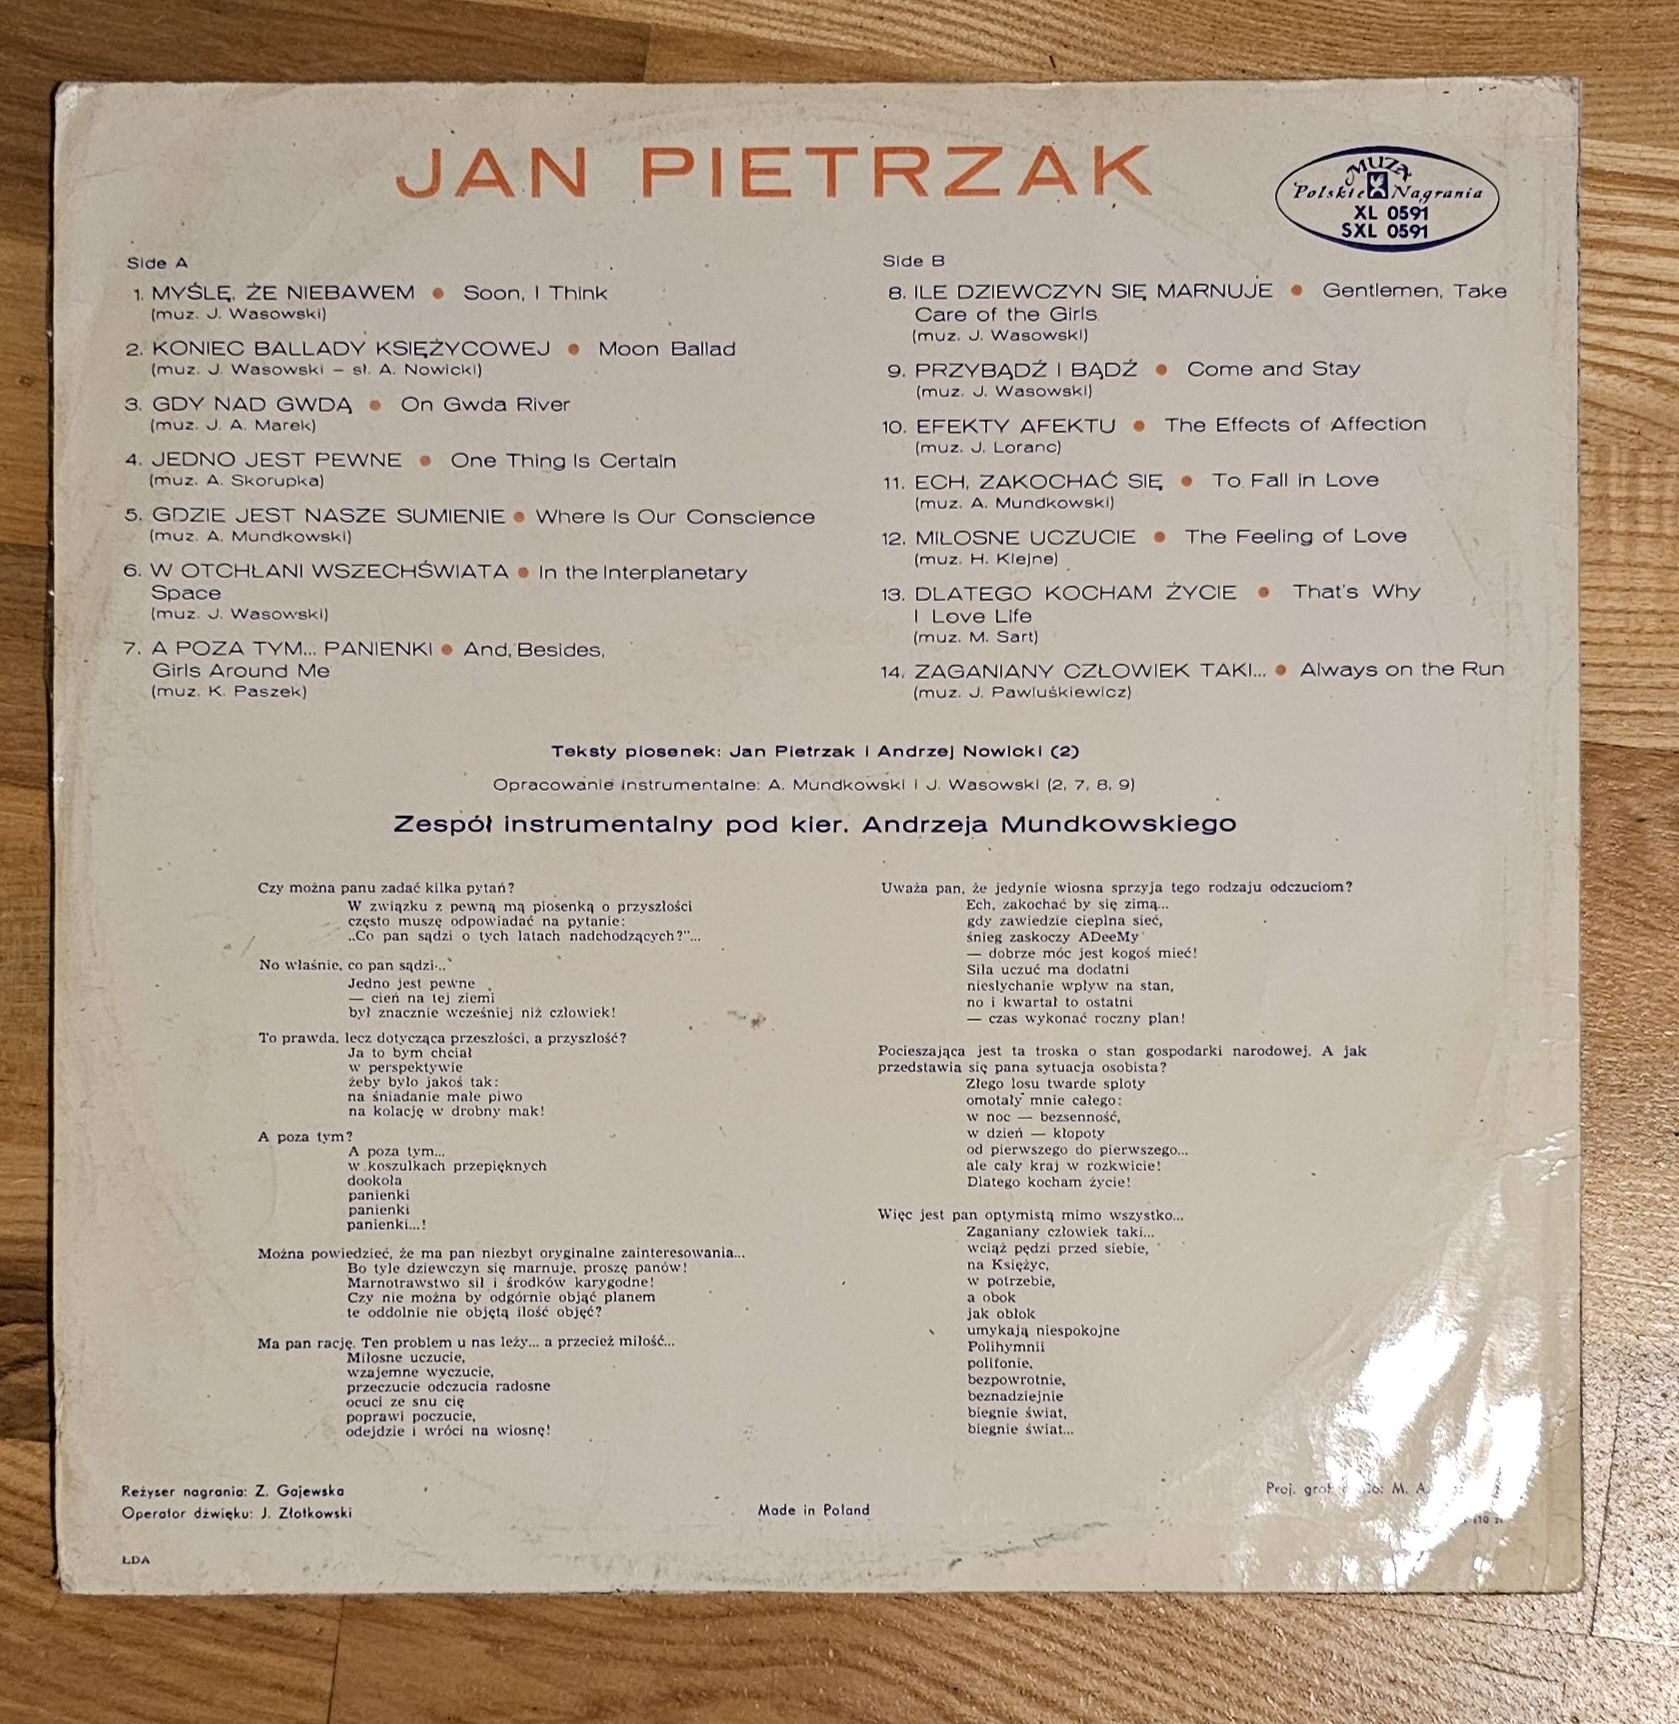 JAN PIETRZAK
MUZA
Polskie Nagrania
XL 0591
SXL 0591
Side A
1. MYŚLĘ, ŻE NIEBAWEM ● Soon, I Think
(muz. J. Wasowski)
2. KONIEC BALLADY KSIĘŻYCOWEJ ● Moon Ballad
(muz. J. Wasowski – sł. A. Nowicki)
3. GDY NAD GWDĄ ● On Gwda River
(muz. J. A. Marek)
4. JEDNO JEST PEWNE ● One Thing Is Certain
(muz. A. Skorupka)
5. GDZIE JEST NASZE SUMIENIE ● Where Is Our Conscience
(muz. A. Mundkowski)
6. W OTCHŁANI WSZECHŚWIATA ● In the Interplanetary
Space
(muz. J. Wasowski)
7. A POZA TYM... PANIENKI ● And, Besides,
Girls Around Me
(muz. K. Paszek)
Side B
8. ILE DZIEWCZYN SIĘ MARNUJE ● Gentlemen, Take
Care of the Girls
(muz. J. Wasowski)
9. PRZYBĄDŹ I BĄDŹ ● Come and Stay
(muz. J. Wasowski)
10. EFEKTY AFEKTU ● The Effects of Affection
(muz. J. Loranc)
11. ECH, ZAKOCHAĆ SIĘ ● To Fall in Love
(muz. A. Mundkowski)
12. MIŁOSNE UCZUCIE ● The Feeling of Love
(muz. H. Klejne)
13. DLATEGO KOCHAM ŻYCIE ● That's Why
I Love Life
(muz. M. Sart)
14. ZAGANIANY CZŁOWIEK TAKI... ● Always on the Run
(muz. J. Pawluśkiewicz)
Teksty piosenek: Jan Pietrzak i Andrzej Nowicki (2)
Opracowanie instrumentalne: A. Mundkowski i J. Wasowski (2, 7, 8, 9)
Zespół instrumentalny pod kier. Andrzeja Mundkowskiego
Czy można panu zadać kilka pytań?
W związku z pewną mą piosenką o przyszłości
często muszę odpowiadać na pytanie:
„Co pan sądzi o tych latach nadchodzących?"...
No właśnie, co pan sądzi...
Jedno jest pewne
— cień na tej ziemi
był znacznie wcześniej niż człowiek!
To prawda, lecz dotycząca przeszłości, a przyszłość?
Ja to bym chciał
w perspektywie
żeby było jakoś tak:
na śniadanie małe piwo
na kolację w drobny mak!
A poza tym?
A poza tym...
w koszulkach przepięknych
dookoła
panienki
panienki
panienki...!
Można powiedzieć, że ma pan niezbyt oryginalne zainteresowania...
Bo tyle dziewczyn się marnuje, proszę panów!
Marnotrawstwo sił i środków karygodne!
Czy nie można by odgórnie objąć planem
te oddolnie nie objętą ilość objęć?
Ma pan rację. Ten problem u nas leży... a przecież miłość...
Miłosne uczucie,
wzajemne wyczucie,
przeczucie odczucia radosne
ocuci ze snu cię
poprawi poczucie,
odejdzie i wróci na wiosnę!
Uważa pan, że jedynie wiosna sprzyja tego rodzaju odczuciom?
Ech, zakochać by się zimą...
gdy zawiedzie cieplna sieć,
śnieg zaskoczy ADeeMy
— dobrze móc jest kogoś mieć!
Siła uczuć ma dodatni
niesłychanie wpływ na stan,
no i kwartał to ostatni
— czas wykonać roczny plan!
Pocieszająca jest ta troska o stan gospodarki narodowej. A jak
przedstawia się pana sytuacja osobista?
Złego losu twarde sploty
omotały mnie całego:
w noc — bezsenność,
w dzień — kłopoty
od pierwszego do pierwszego...
ale cały kraj w rozkwicie!
Dlatego kocham życie!
Więc jest pan optymistą mimo wszystko...
Zaganiany człowiek taki...
wciąż pędzi przed siebie,
na Księżyc,
w potrzebie,
a obok
jak obłok
umykają niespokojne
Polihymnii
polifonie,
bezpowrotnie,
beznadziejnie
biegnie świat,
biegnie świat...
Reżyser nagrania: Z. Gajewska
Operator dźwięku: J. Złotkowski
Made in Poland
Proj. M. A.
ŁDA